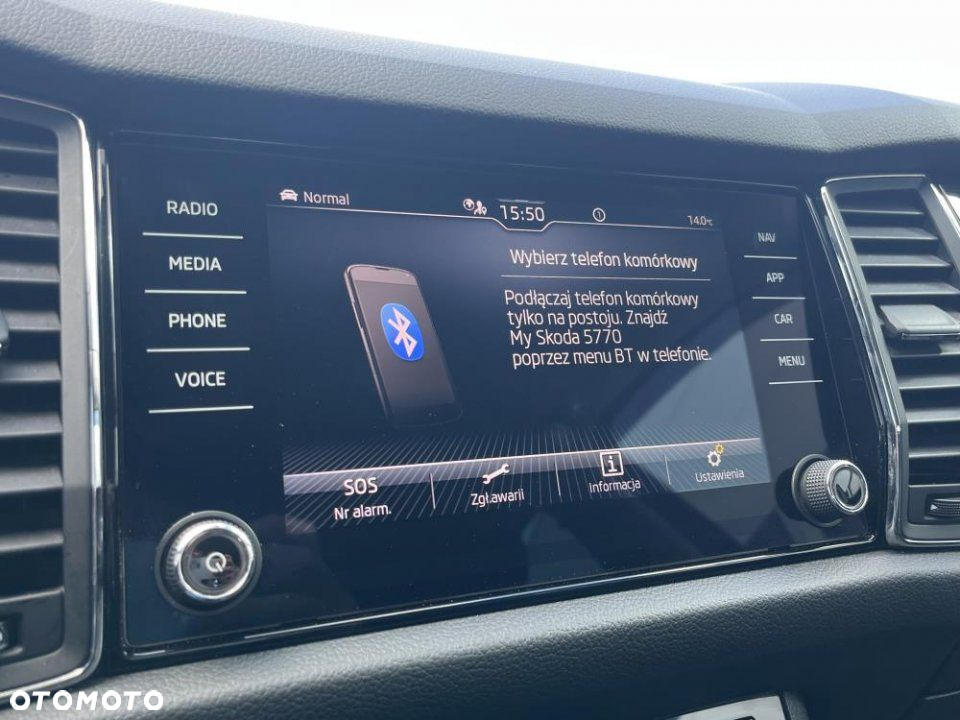 RADIO
MEDIA
PHONE
VOICE
Normal
15:50
1
14.0°C
Wybierz telefon komórkowy
Podłączaj telefon komórkowy
tylko na postoju. Znajdź
My Skoda 5770
poprzez menu BT w telefonie.
SOS
Nr alarm.
Zgł.awarii
Informacja
Ustawienia
NAV
APP
CAR
MENU
OTOMOTO